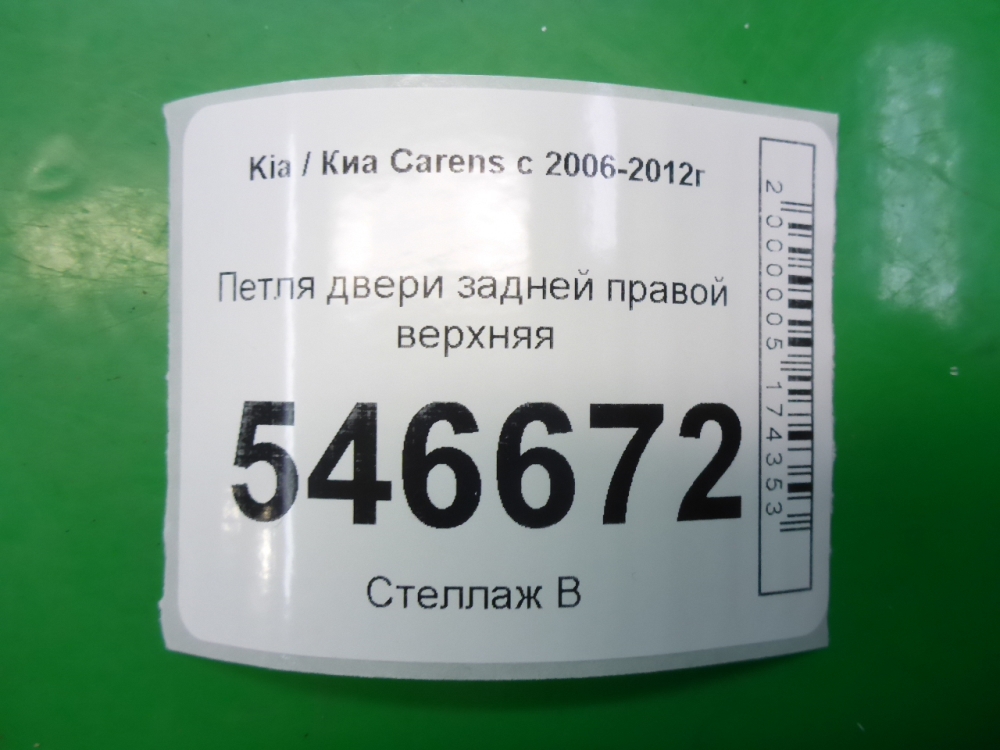 Kia / Киа Carens с 2006-2012г
Петля двери задней правой
верхняя
546672
Стеллаж В
2000005174353